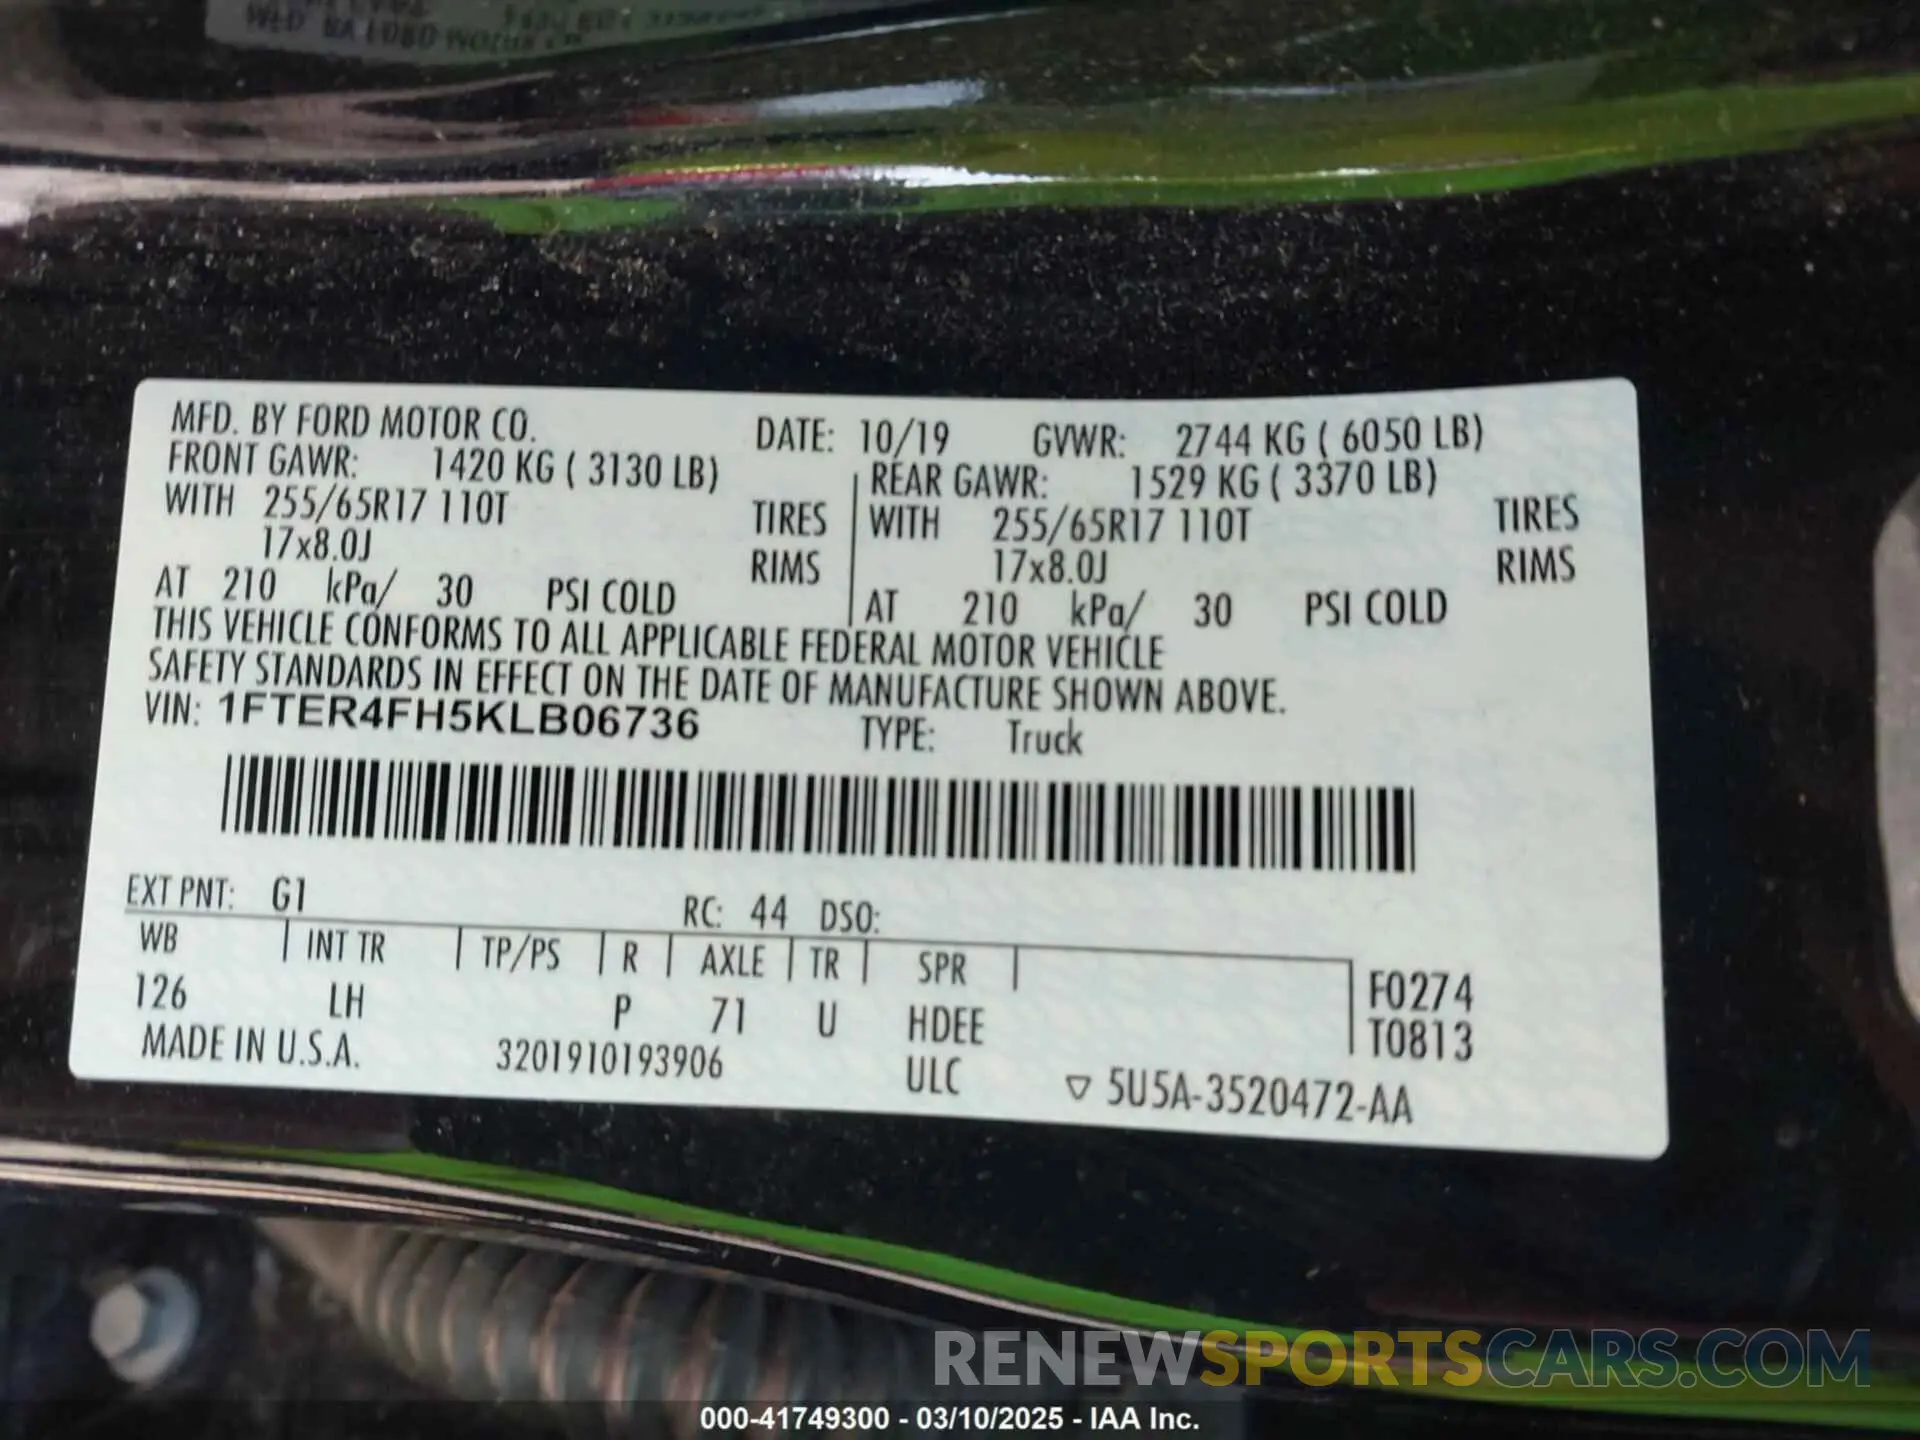 MFD. BY FORD MOTOR CO. DATE: 10/19 GVWR: 2744 KG ( 6050 LB)
FRONT GAWR: 1420 KG ( 3130 LB) REAR GAWR: 1529 KG ( 3370 LB)
WITH 255/65R17 110T TIRES WITH 255/65R17 110T TIRES
17x8.0J RIMS 17x8.0J RIMS
AT 210 kPa/ 30 PSI COLD AT 210 kPa/ 30 PSI COLD
THIS VEHICLE CONFORMS TO ALL APPLICABLE FEDERAL MOTOR VEHICLE
SAFETY STANDARDS IN EFFECT ON THE DATE OF MANUFACTURE SHOWN ABOVE.
VIN: 1FTER4FH5KLB06736 TYPE: Truck
EXT PNT: G1 RC: 44 DSO:
WB INT TR TP/PS R AXLE TR SPR
126 LH P 71 U HDEE F0274
T0813
MADE IN U.S.A. 3201910193906 ULC ▽ 5U5A-3520472-AA
RENEWSPORTSCARS.COM
000-41749300 - 03/10/2025 - IAA Inc.